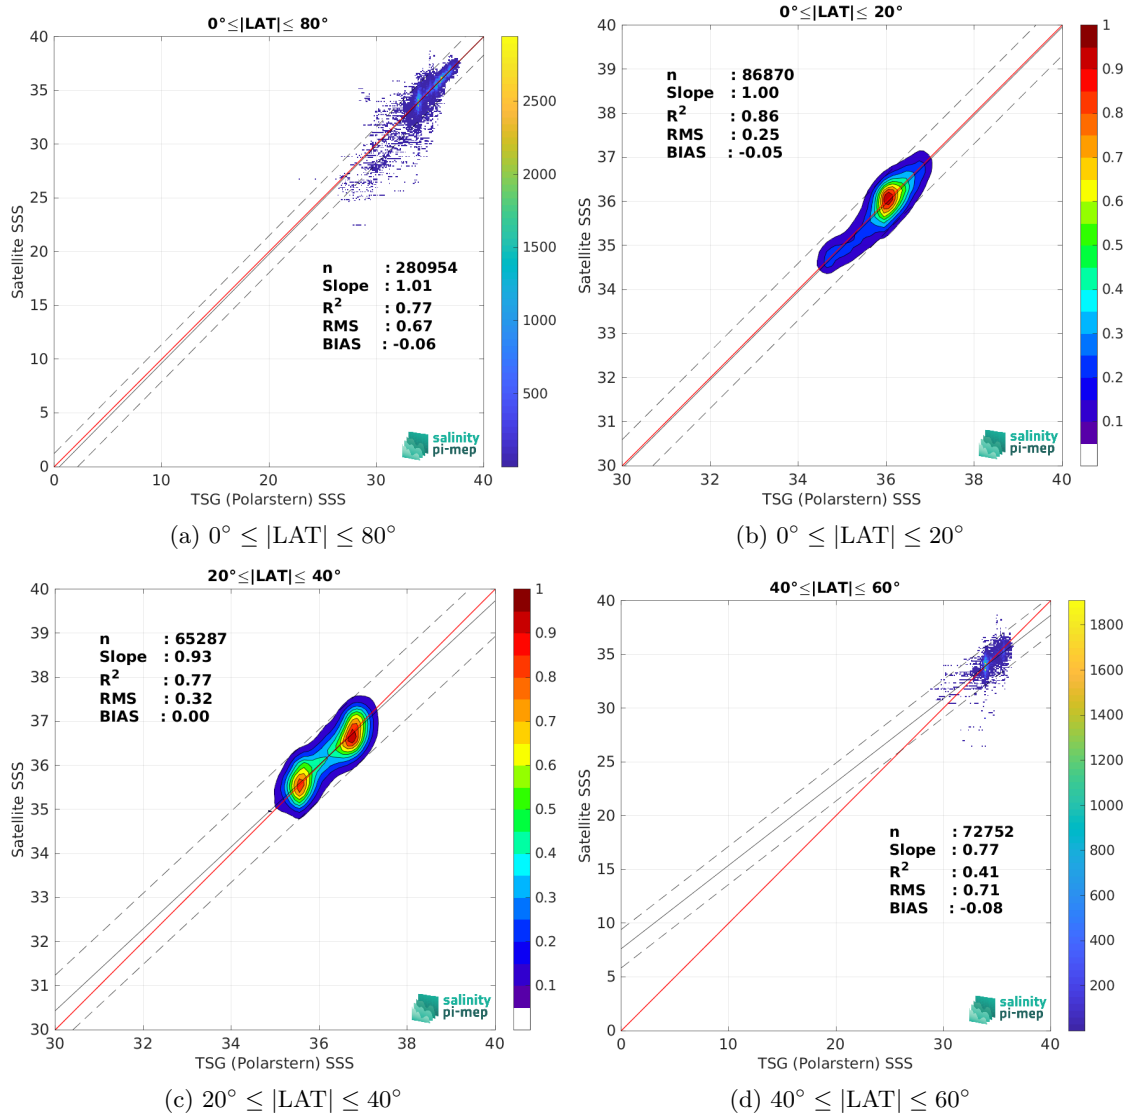 0°≤|LAT|≤ 80°
40
35
30
25
20
15
10
5
0
0
10
20
30
40
Satellite SSS
TSG (Polarstern) SSS
n : 280954
Slope : 1.01
R² : 0.77
RMS : 0.67
BIAS : -0.06
2500
2000
1500
1000
500
salinity
pi-mep
(a) 0° ≤ |LAT| ≤ 80°
0°≤|LAT|≤ 20°
40
39
38
37
36
35
34
33
32
31
30
30
32
34
36
38
40
Satellite SSS
TSG (Polarstern) SSS
n : 86870
Slope : 1.00
R² : 0.86
RMS : 0.25
BIAS : -0.05
1
0.9
0.8
0.7
0.6
0.5
0.4
0.3
0.2
0.1
salinity
pi-mep
(b) 0° ≤ |LAT| ≤ 20°
20°≤|LAT|≤ 40°
40
39
38
37
36
35
34
33
32
31
30
30
32
34
36
38
40
Satellite SSS
TSG (Polarstern) SSS
n : 65287
Slope : 0.93
R² : 0.77
RMS : 0.32
BIAS : 0.00
1
0.9
0.8
0.7
0.6
0.5
0.4
0.3
0.2
0.1
salinity
pi-mep
(c) 20° ≤ |LAT| ≤ 40°
40°≤|LAT|≤ 60°
40
35
30
25
20
15
10
5
0
0
10
20
30
40
Satellite SSS
TSG (Polarstern) SSS
n : 72752
Slope : 0.77
R² : 0.41
RMS : 0.71
BIAS : -0.08
1800
1600
1400
1200
1000
800
600
400
200
salinity
pi-mep
(d) 40° ≤ |LAT| ≤ 60°